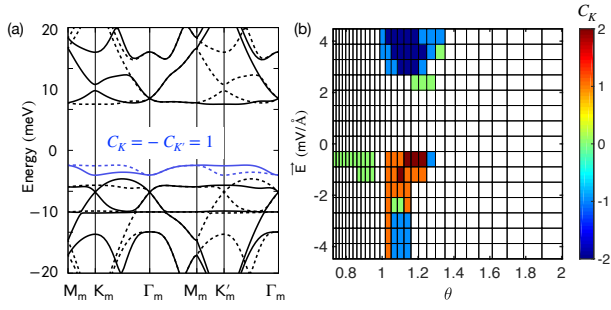 (a)
20
10
0
−10
−20
Energy (meV)
C_K = − C_K′ = 1
M_m K_m Γ_m M_m K′_m Γ_m
(b)
4
2
0
-2
-4
E⃗ (mV/Å)
0.8 1 1.2 1.4 1.6 1.8 2
θ
C_K
2
1
0
-1
-2